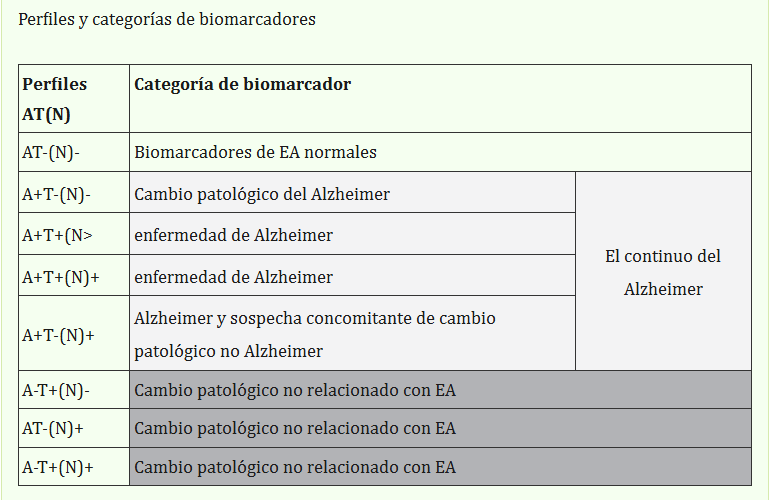 Perfiles y categorías de biomarcadores
Perfiles
AT(N)
Categoría de biomarcador
AT-(N)-
Biomarcadores de EA normales
A+T-(N)-
Cambio patológico del Alzheimer
A+T+(N>
enfermedad de Alzheimer
A+T+(N)+
enfermedad de Alzheimer
A+T-(N)+
Alzheimer y sospecha concomitante de cambio
patológico no Alzheimer
El continuo del
Alzheimer
A-T+(N)-
Cambio patológico no relacionado con EA
AT-(N)+
Cambio patológico no relacionado con EA
A-T+(N)+
Cambio patológico no relacionado con EA